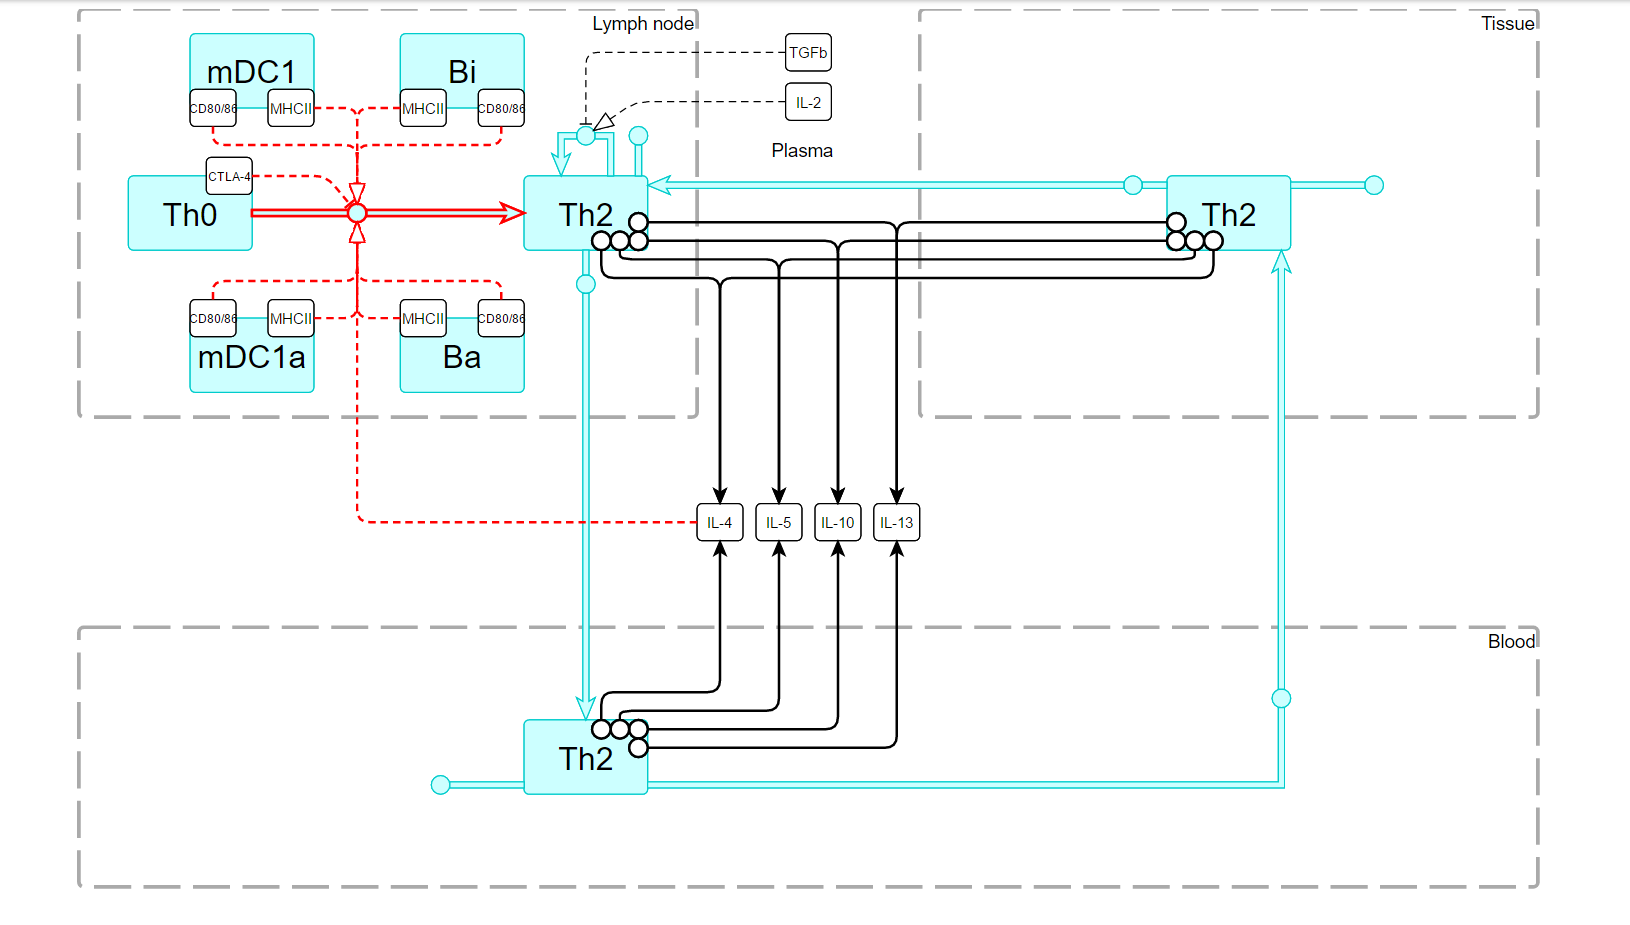 Lymph node
Tissue
mDC1
CD80/86
MHCII
Bi
MHCII
CD80/86
TGFb
IL-2
Plasma
CTLA-4
Th0
Th2
Th2
CD80/86
MHCII
mDC1a
MHCII
CD80/86
Ba
IL-4
IL-5
IL-10
IL-13
Blood
Th2